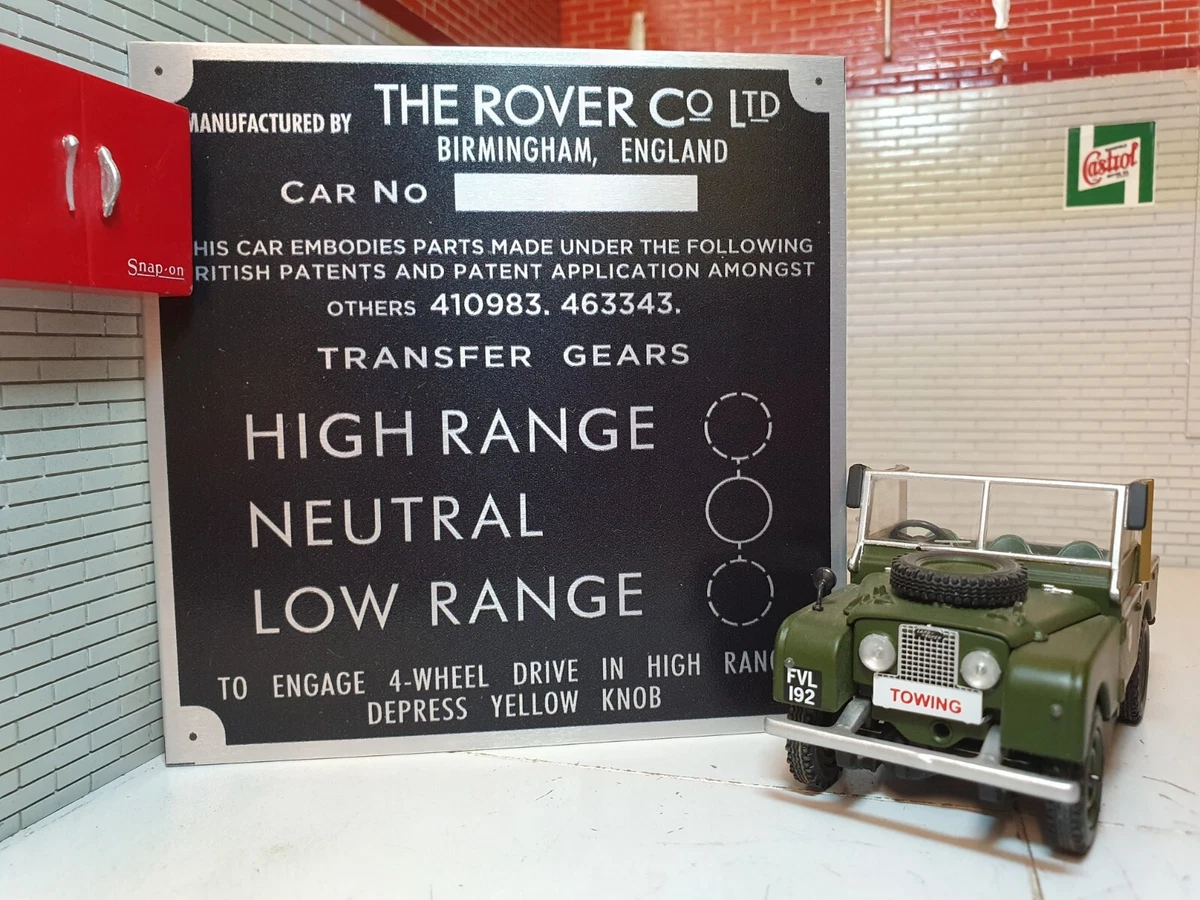 MANUFACTURED BY THE ROVER Co LTD
BIRMINGHAM, ENGLAND
CAR No
HIS CAR EMBODIES PARTS MADE UNDER THE FOLLOWING
RITISH PATENTS AND PATENT APPLICATION AMONGST
OTHERS 410983. 463343.
TRANSFER GEARS
HIGH RANGE
NEUTRAL
LOW RANGE
TO ENGAGE 4-WHEEL DRIVE IN HIGH RANG
DEPRESS YELLOW KNOB
Snap-on
Castrol
FVL
192
TOWING